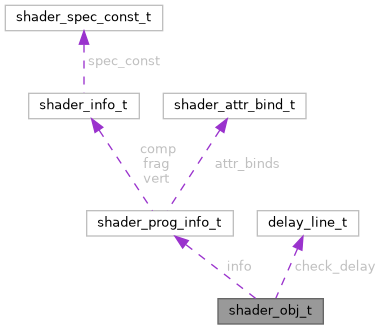 shader_spec_const_t
spec_const
shader_info_t
shader_attr_bind_t
comp
frag
vert
attr_binds
shader_prog_info_t
delay_line_t
info
check_delay
shader_obj_t